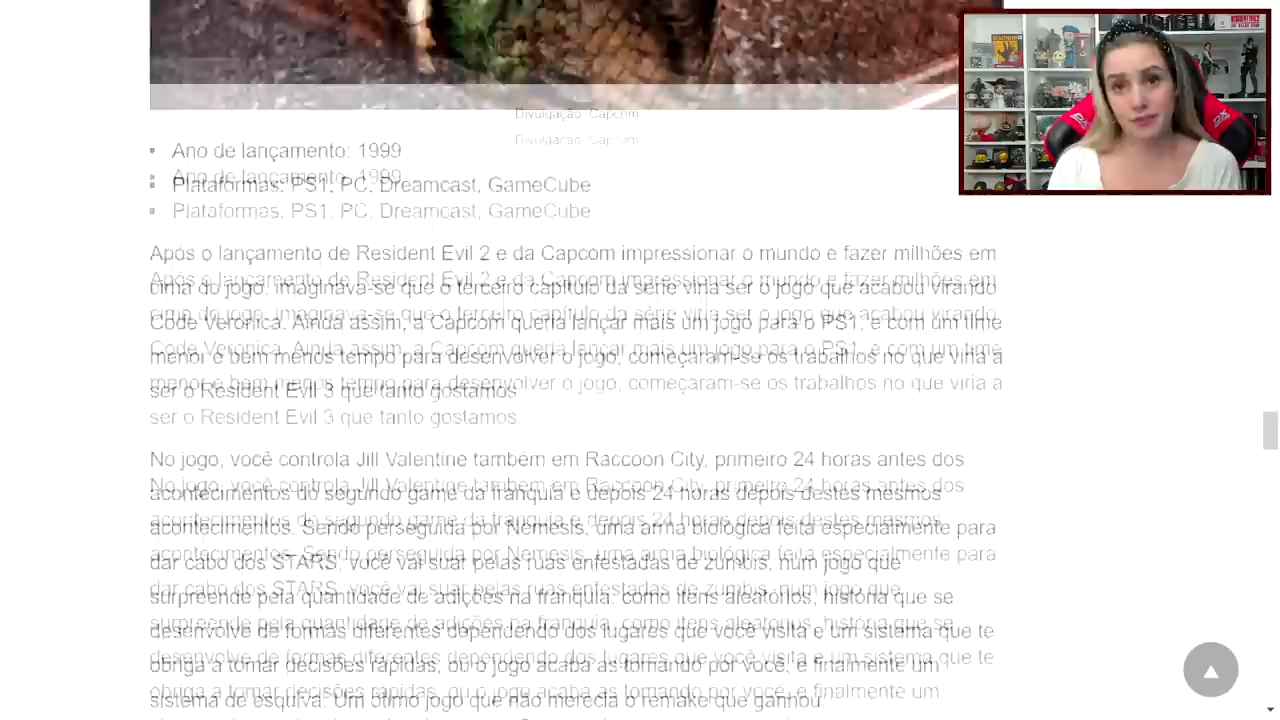 Divulgação: Capcom
Ano de lançamento: 1999
Plataformas: PS1, PC, Dreamcast, GameCube
Após o lançamento de Resident Evil 2 e da Capcom impressionar o mundo e fazer milhões em
cima do jogo, imaginava-se que o terceiro capítulo da série viria ser o jogo que acabou virando
Code Veronica. Ainda assim, a Capcom queria lançar mais um jogo para o PS1, e com um time
menor e bem menos tempo para desenvolver o jogo, começaram-se os trabalhos no que viria a
ser o Resident Evil 3 que tanto gostamos.
No jogo, você controla Jill Valentine também em Raccoon City, primeiro 24 horas antes dos
acontecimentos do segundo game da franquia e depois 24 horas depois destes mesmos
acontecimentos. Sendo perseguida por Nemesis, uma arma biológica feita especialmente para
dar cabo dos STARS, você vai suar pelas ruas enfestadas de zumbis, num jogo que
surpreende pela quantidade de adições na franquia, como itens aleatórios, história que se
desenvolve de formas diferentes dependendo dos lugares que você visita e um sistema que te
obriga a tomar decisões rápidas, ou o jogo acaba as tomando por você, e finalmente um
sistema de esquiva. Um ótimo jogo que não merecia o remake que ganhou